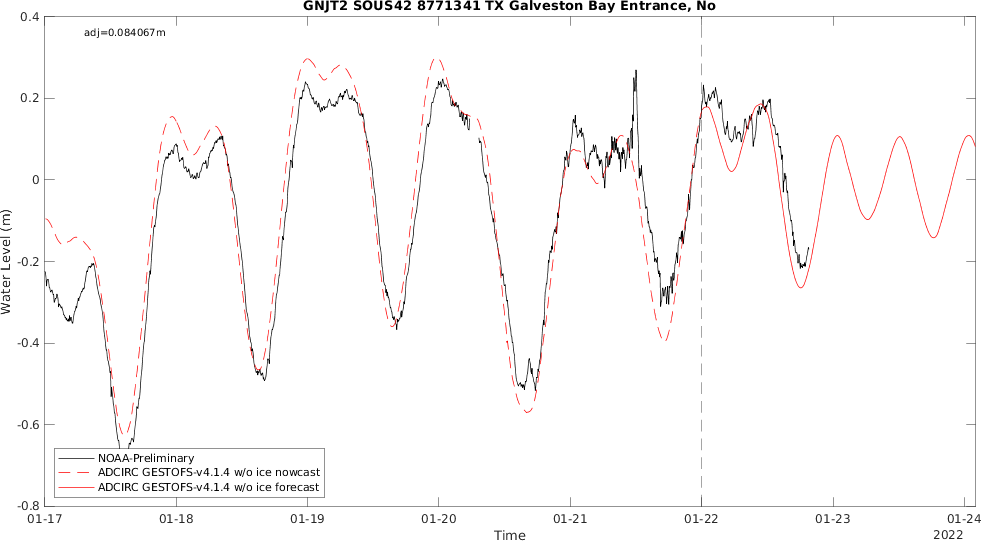 GNJT2 SOUS42 8771341 TX Galveston Bay Entrance, No
adj=0.084067m
0.4
0.2
0
-0.2
-0.4
-0.6
-0.8
Water Level (m)
NOAA-Preliminary
ADCIRC GESTOFS-v4.1.4 w/o ice nowcast
ADCIRC GESTOFS-v4.1.4 w/o ice forecast
01-17 01-18 01-19 01-20 01-21 01-22 01-23 01-24
Time
2022